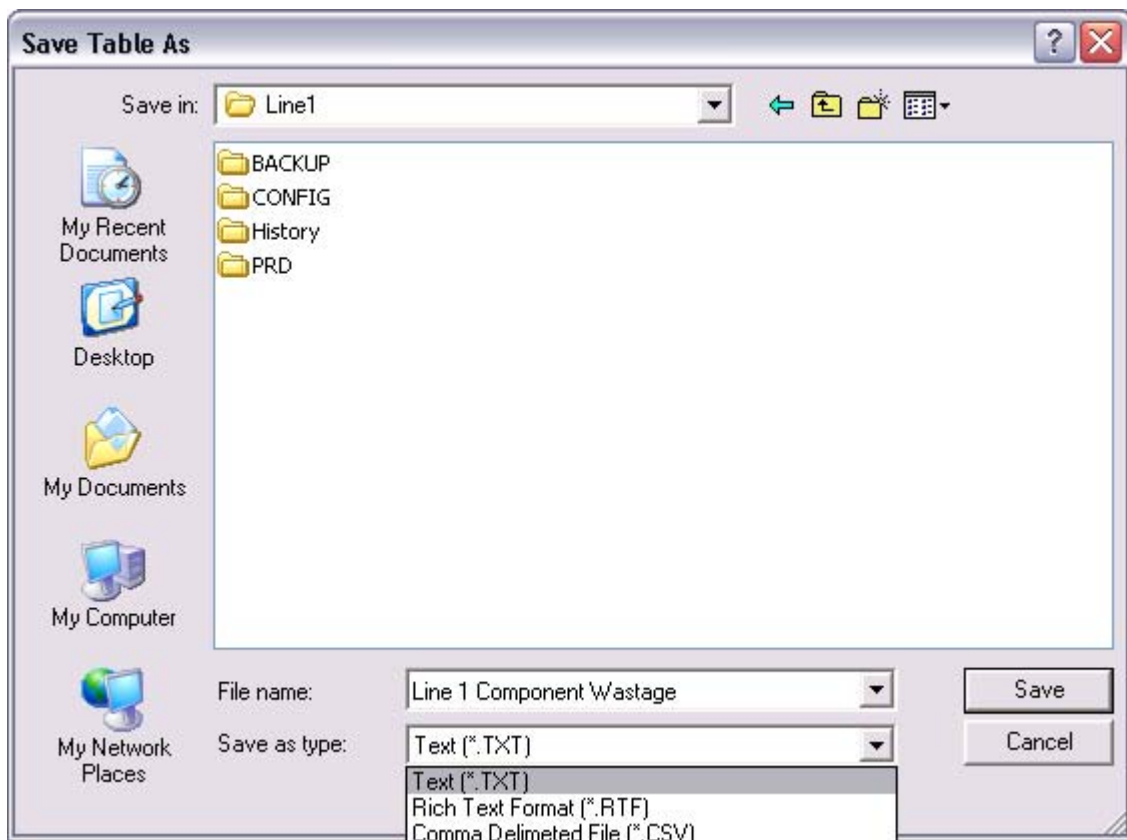 Save Table As
Save in:
Line1
BACKUP
CONFIG
History
PRD
My Recent
Documents
Desktop
My Documents
My Computer
My Network
Places
File name:
Line 1 Component Wastage
Save
Save as type:
Text (*.TXT)
Cancel
Text (*.TXT)
Rich Text Format (*.RTF)
Comma Delimeted File (*.CSV)